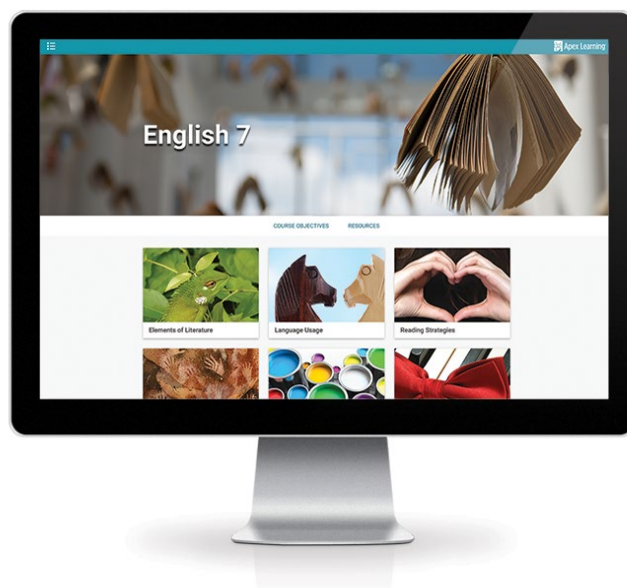 Apex Learning
English 7
COURSE OBJECTIVES RESOURCES
Elements of Literature
Language Usage
Reading Strategies